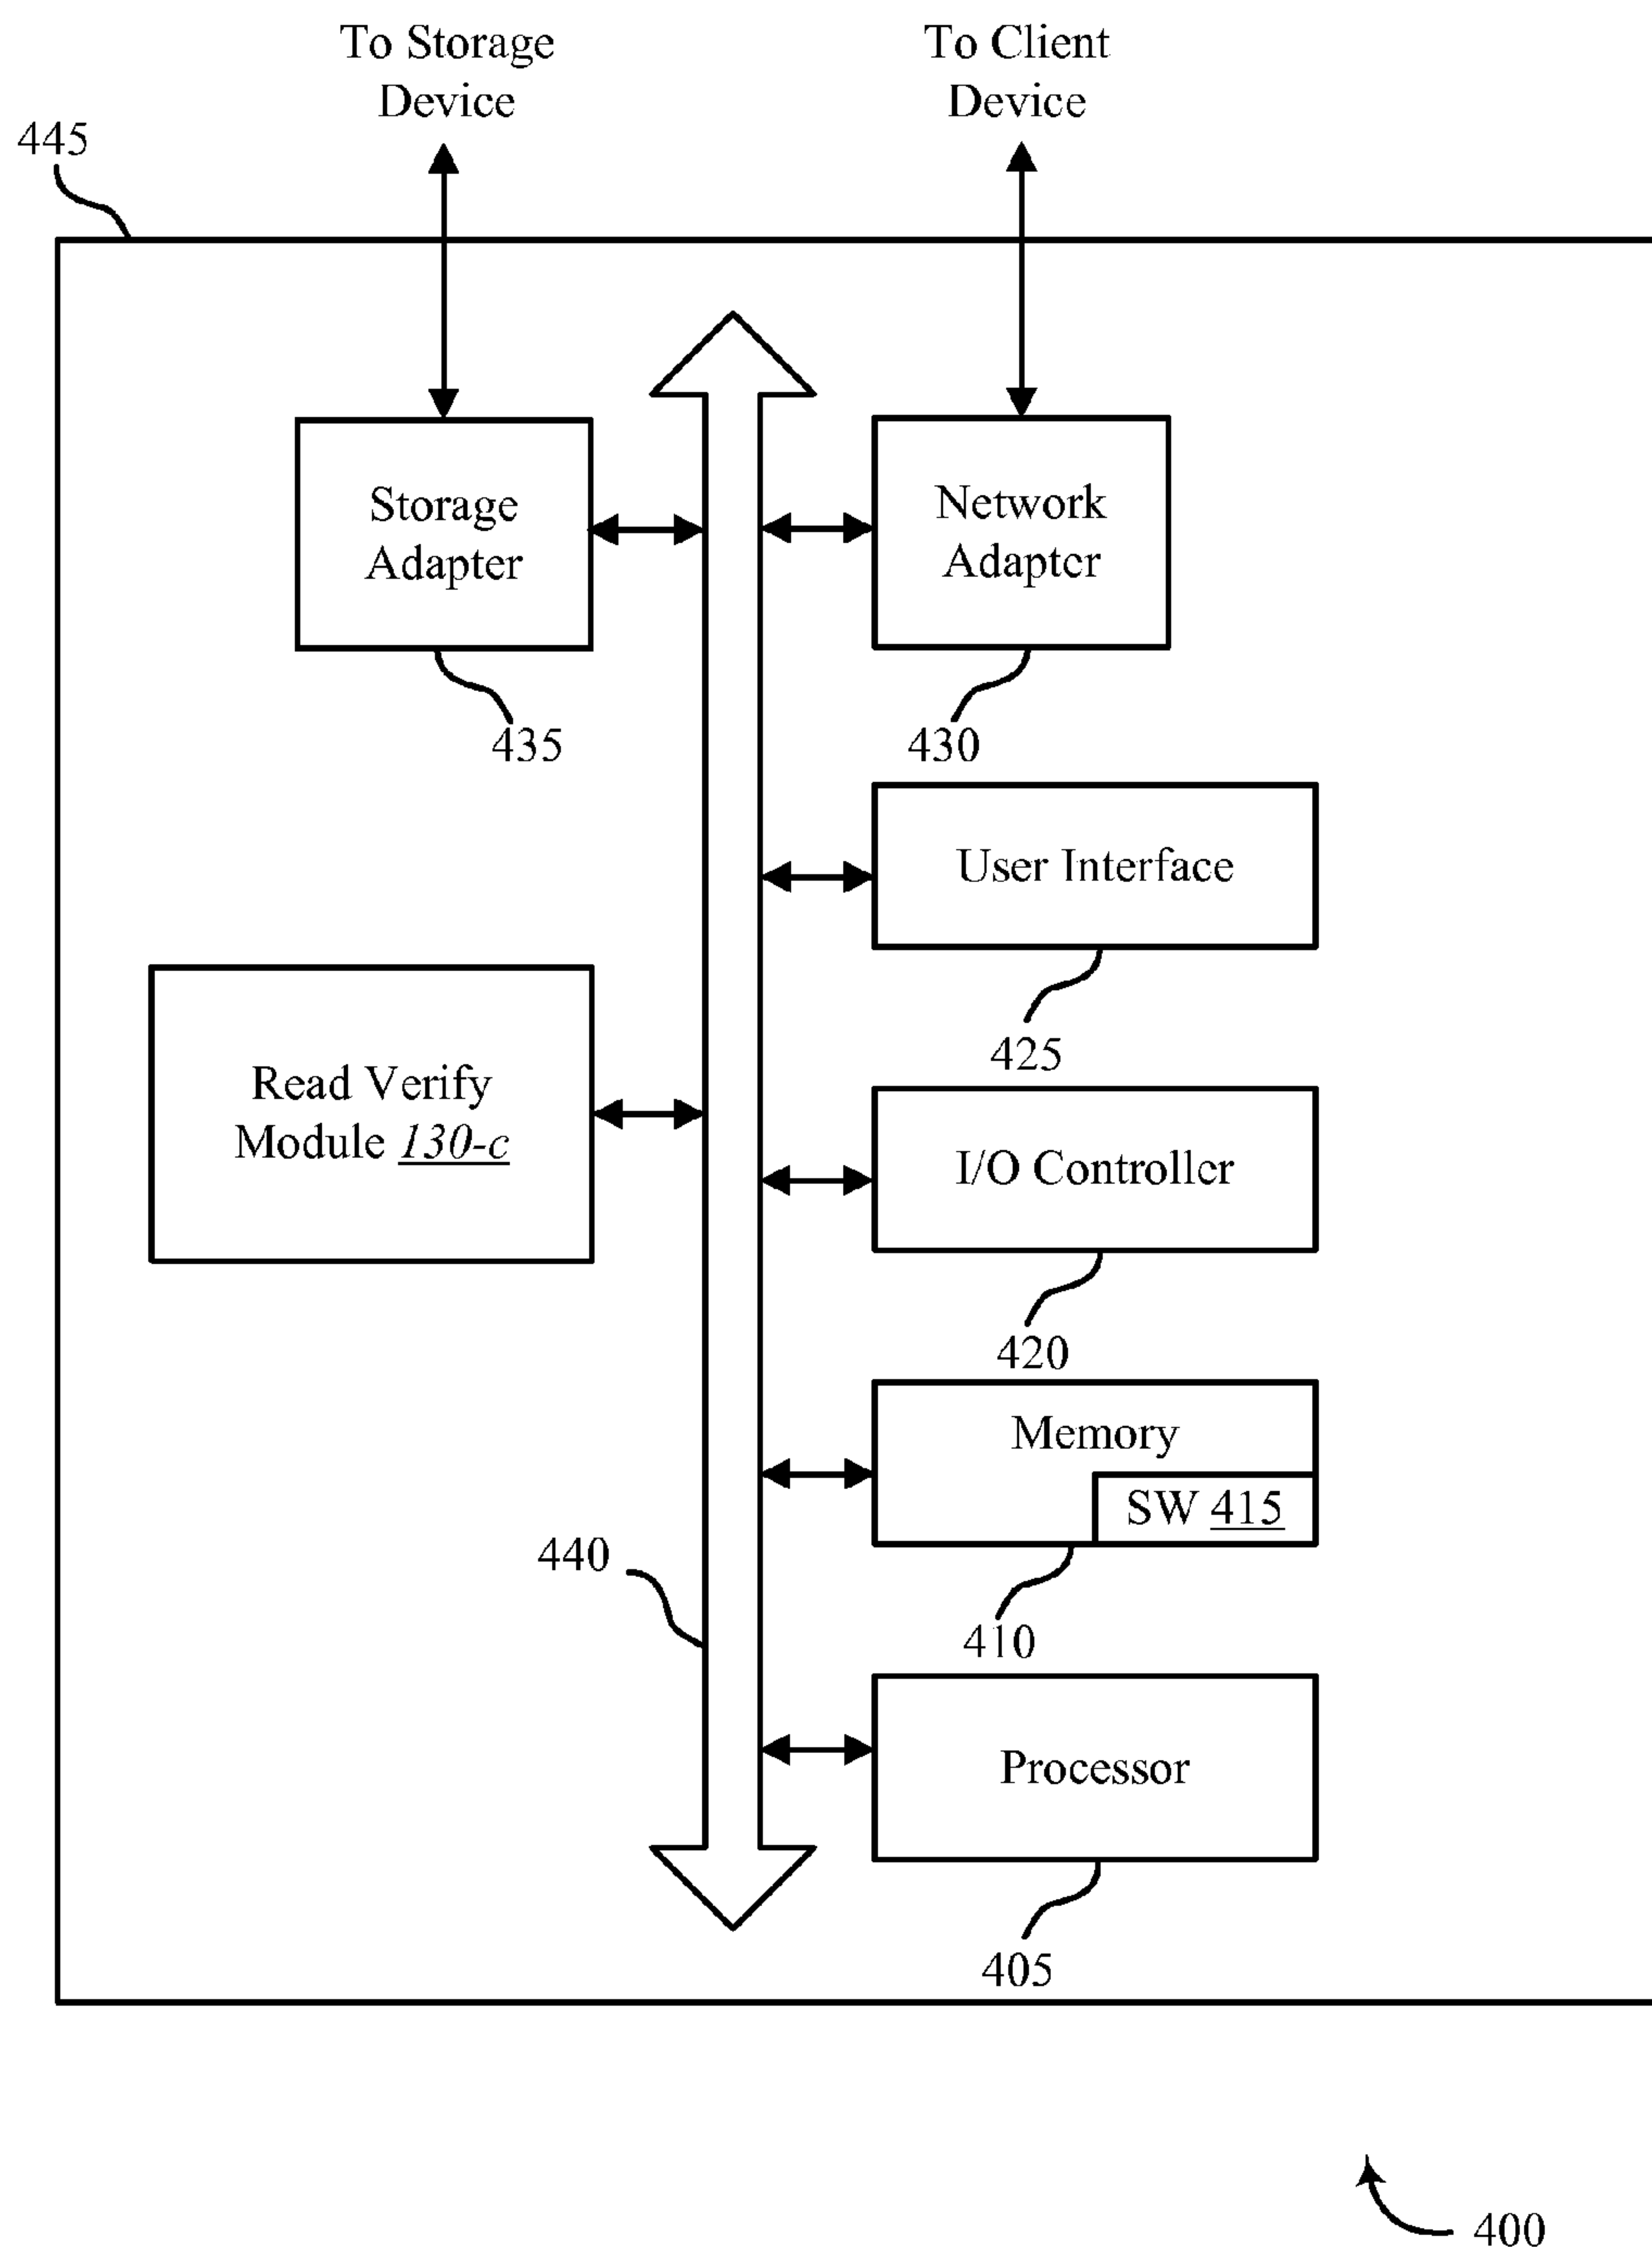 To Storage
Device
To Client
Device
445
Storage
Adapter
Network
Adapter
435
430
User Interface
425
Read Verify
Module 130-c
I/O Controller
420
Memory
SW 415
440
410
Processor
405
400